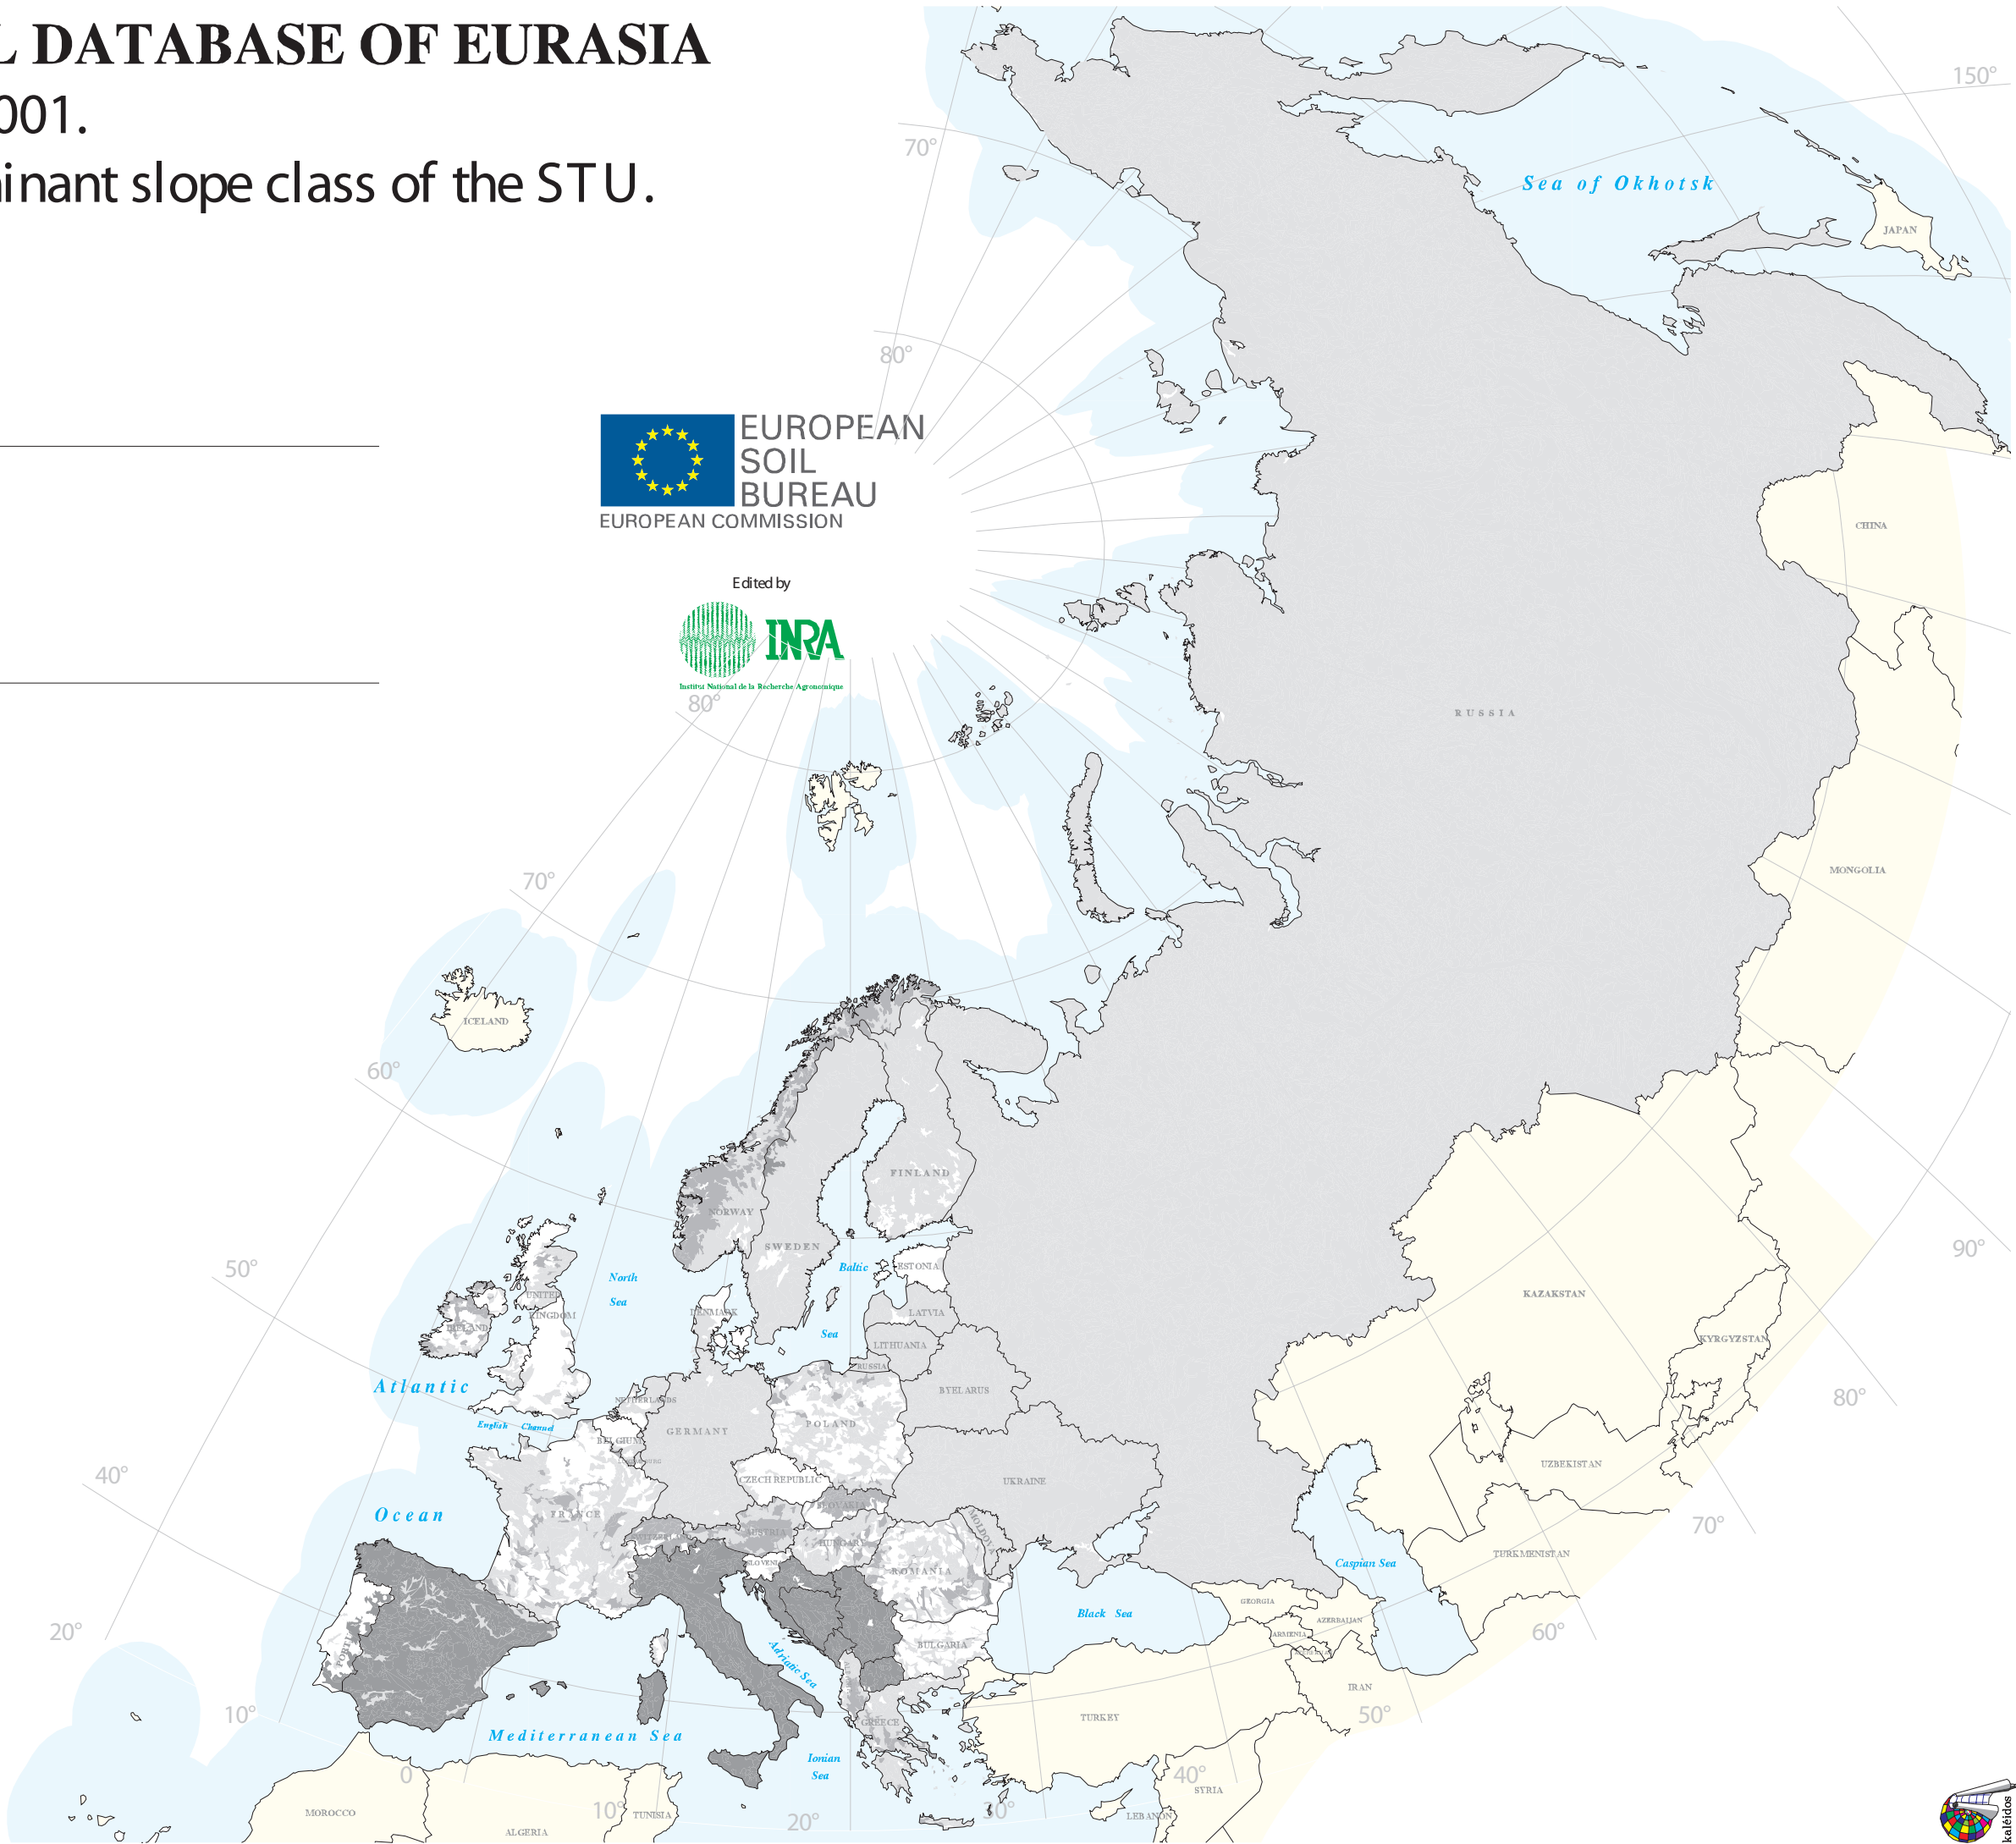 L DATABASE OF EURASIA
001.
inant slope class of the STU.
150°
70°
Sea of Okhotsk
JAPAN
80°
EUROPEAN
SOIL
BUREAU
EUROPEAN COMMISSION
CHINA
Edited by
INRA
Institut National de la Recherche Agronomique
80°
RUSSIA
MONGOLIA
70°
ICELAND
60°
FINLAND
NORWAY
SWEDEN
90°
50°
North
Sea
Baltic
Sea
ESTONIA
UNITED
KINGDOM
DENMARK
LATVIA
KAZAKSTAN
IRELAND
LITHUANIA
KYRGYZSTAN
RUSSIA
Atlantic
BYELARUS
80°
NETHERLANDS
English Channel
POLAND
GERMANY
BELGIUM
40°
CZECH REPUBLIC
UKRAINE
UZBEKISTAN
SLOVAKIA
Ocean
FRANCE
MOLDOVA
70°
SWITZERLAND
AUSTRIA
HUNGARY
TURKMENISTAN
SLOVENIA
Caspian Sea
ROMANIA
GEORGIA
Black Sea
AZERBAIJAN
20°
ARMENIA
60°
PORTUGAL
BULGARIA
Adriatic Sea
ALBANIA
IRAN
10°
50°
TURKEY
GREECE
Mediterranean Sea
Ionian
Sea
0
40°
SYRIA
MOROCCO
10°
TUNISIA
20°
30°
LEBANON
ALGERIA
kaléidos